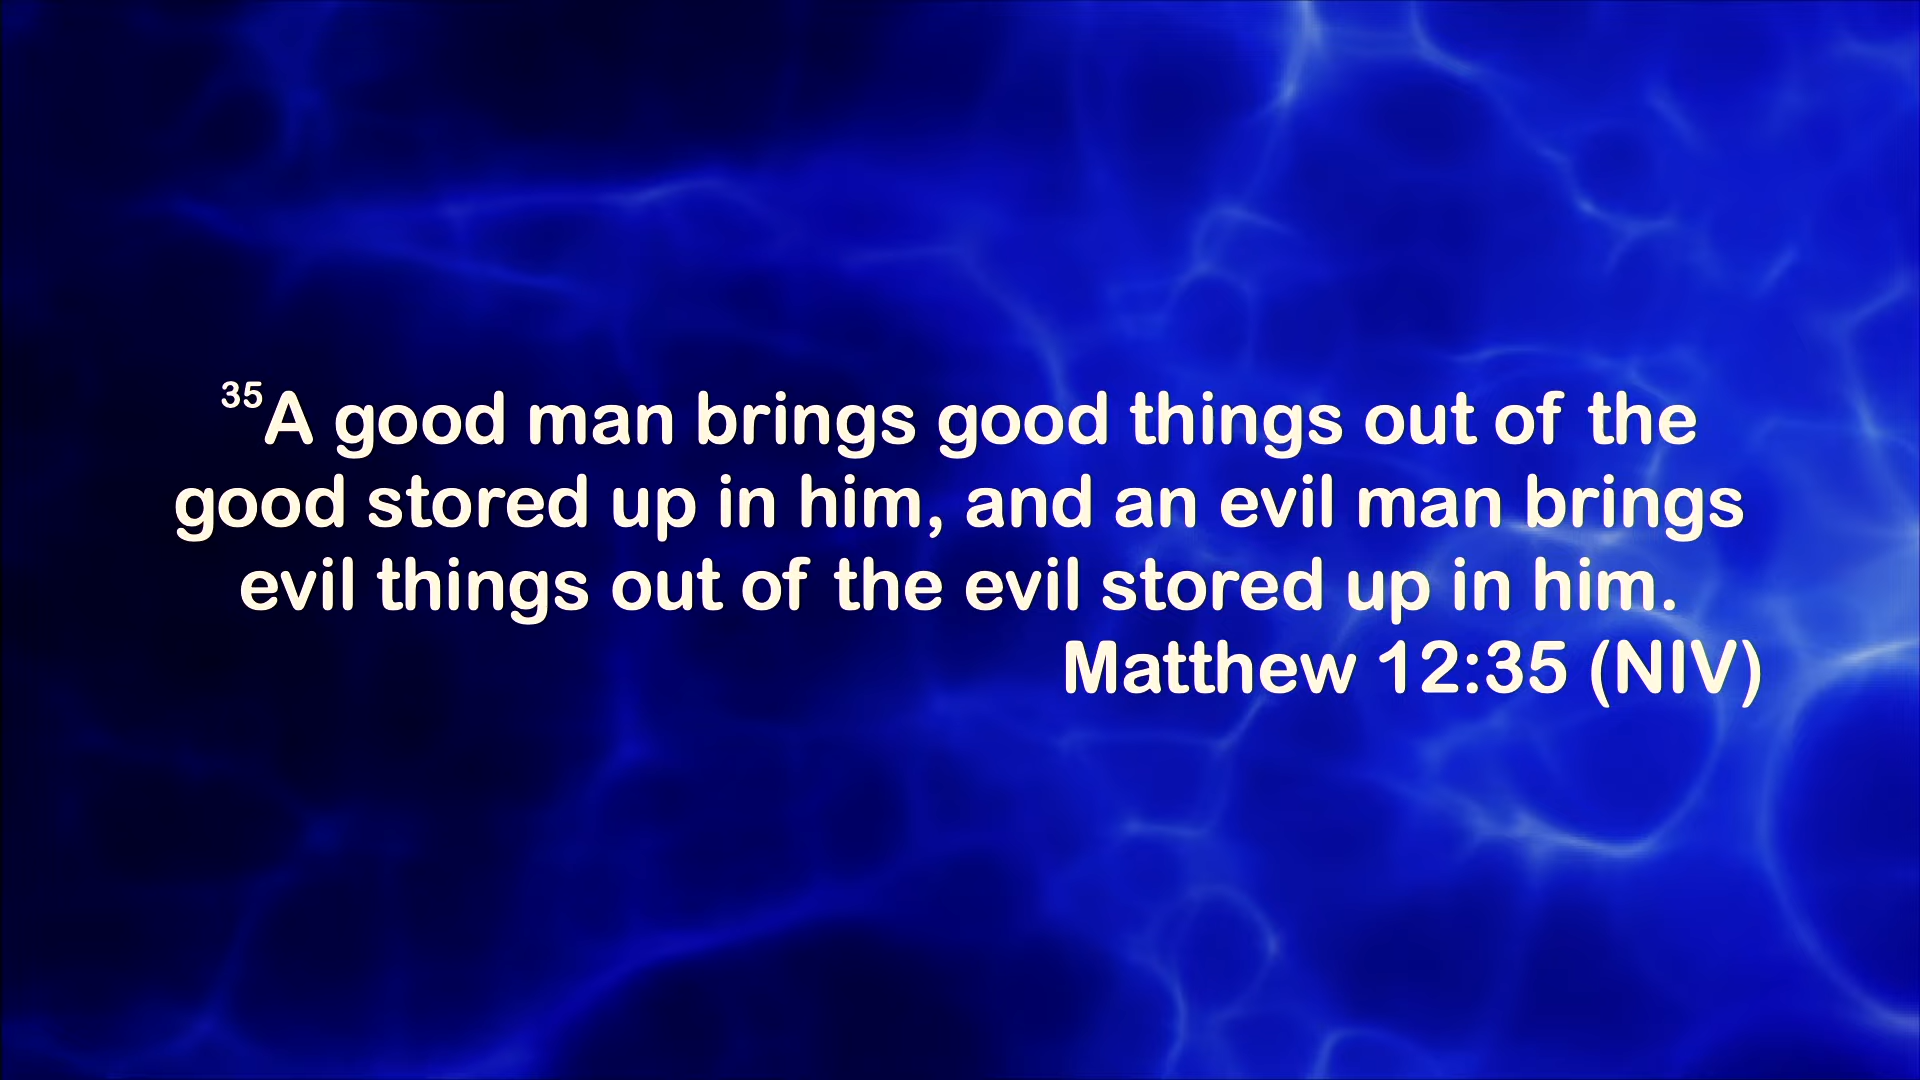 ³⁵A good man brings good things out of the
good stored up in him, and an evil man brings
evil things out of the evil stored up in him.
Matthew 12:35 (NIV)